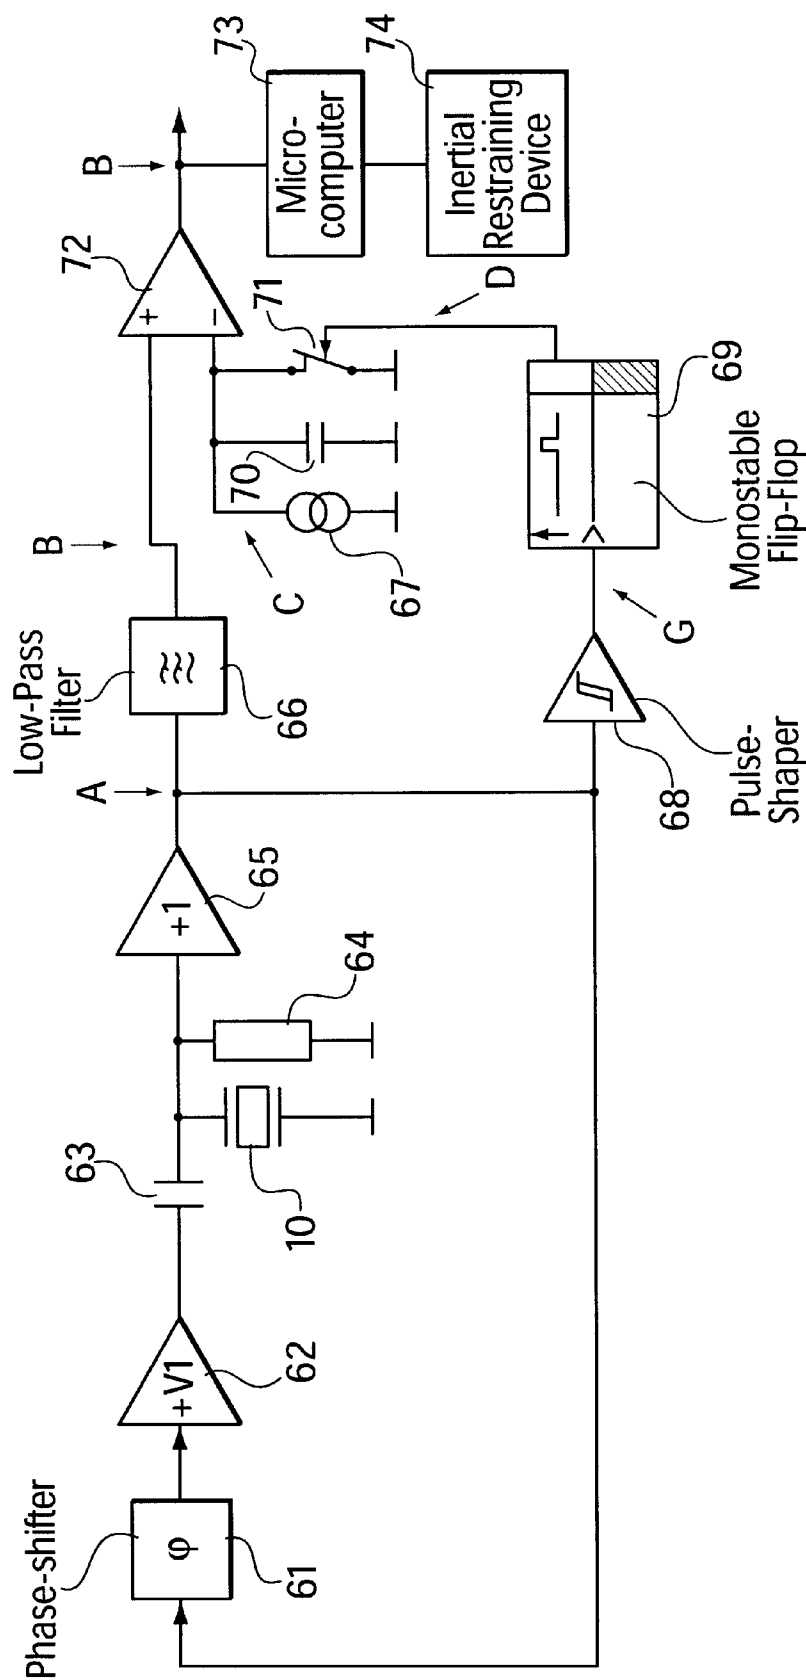 Phase-shifter
φ
61
+V1
62
63
10
64
+1
65
A
Low-Pass
Filter
66
B
C
67
70
71
+
−
72
B
73
Micro-
computer
74
Inertial
Restraining
Device
D
69
Monostable
Flip-Flop
G
68
Pulse-
Shaper